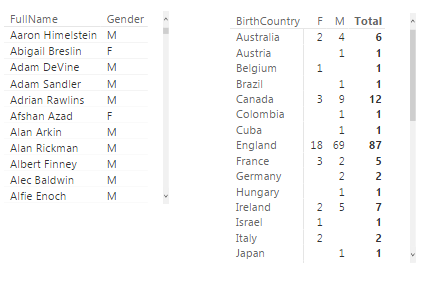 FullName Gender
Aaron Himelstein M
Abigail Breslin F
Adam DeVine M
Adam Sandler M
Adrian Rawlins M
Afshan Azad F
Alan Arkin M
Alan Rickman M
Albert Finney M
Alec Baldwin M
Alfie Enoch M
BirthCountry F M Total
Australia 2 4 6
Austria 1 1
Belgium 1 1
Brazil 1 1
Canada 3 9 12
Colombia 1 1
Cuba 1 1
England 18 69 87
France 3 2 5
Germany 2 2
Hungary 1 1
Ireland 2 5 7
Israel 1 1
Italy 2 2
Japan 1 1